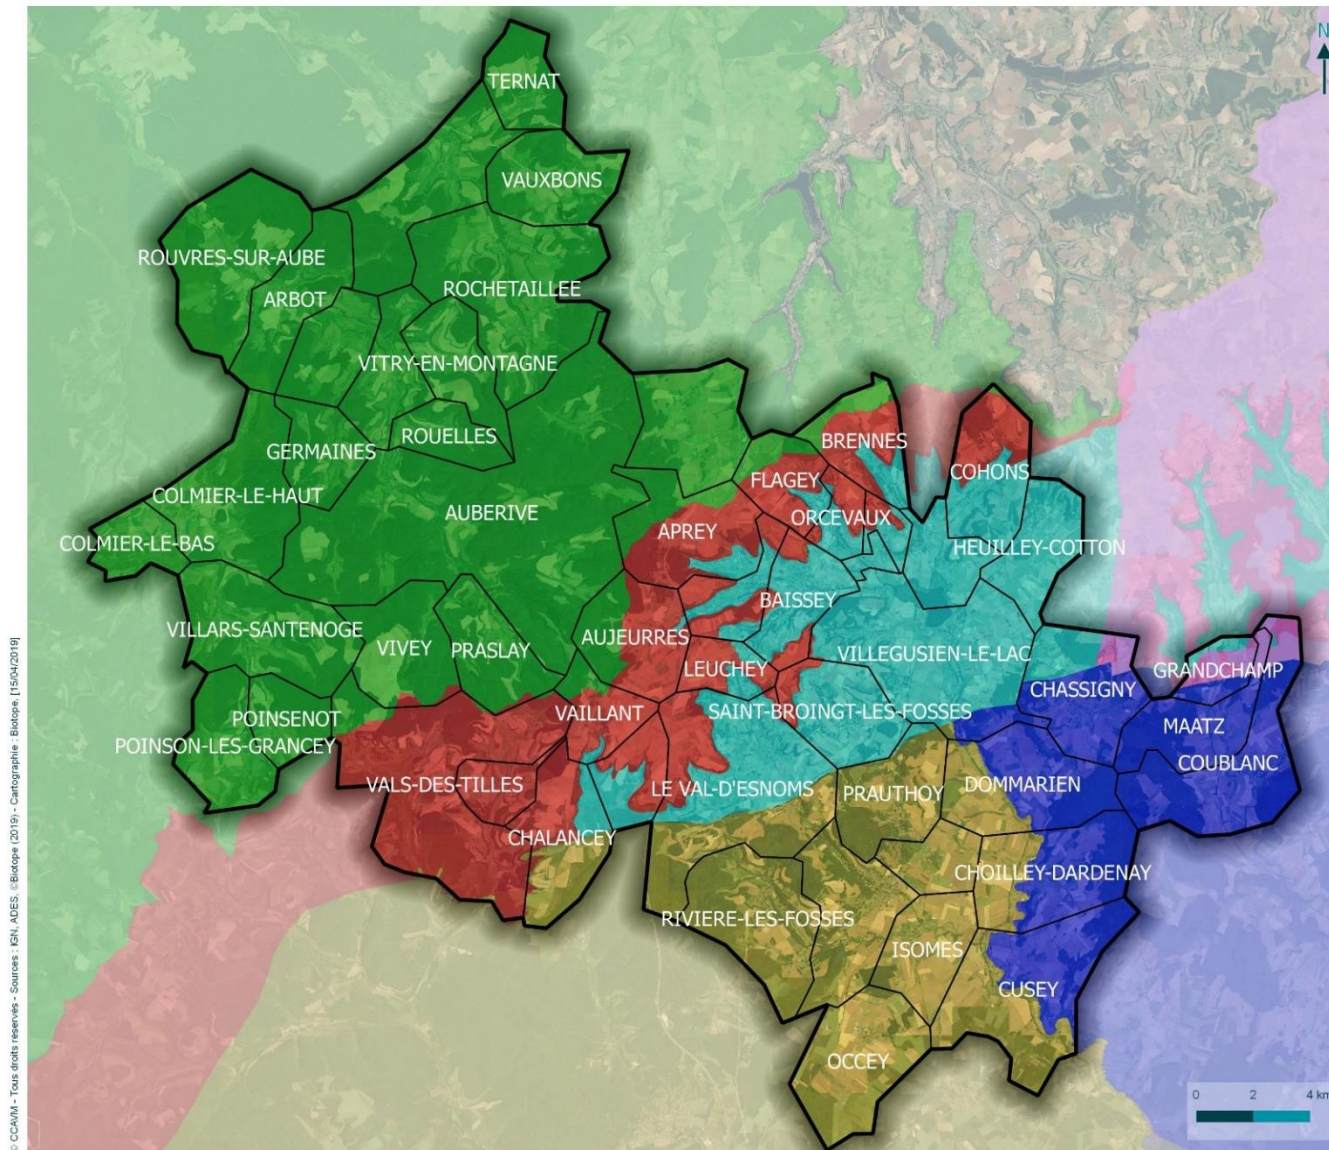 N
TERNAT
VAUXBONS
ROUVRES-SUR-AUBE
ARBOT
ROCHETAILLEE
VITRY-EN-MONTAGNE
ROUELLES
GERMAINES
BRENNES
COHONS
FLAGEY
COLMIER-LE-HAUT
AUBERIVE
ORCEVAUX
APREY
COLMIER-LE-BAS
HEUILLEY-COTTON
BAISSEY
VILLARS-SANTENOGE
AUJEURRES
VIVEY
PRASLAY
VILLEGUSIEN-LE-LAC
LEUCHEY
GRANDCHAMP
CHASSIGNY
SAINT-BROINGT-LES-FOSSES
VAILLANT
POINSENOT
MAATZ
POINSON-LES-GRANCEY
COUBLANC
VALS-DES-TILLES
LE VAL-D'ESNOMS
PRAUTHOY
DOMMARIEN
CHALANCEY
CHOILLEY-DARDENAY
RIVIERE-LES-FOSSES
ISOMES
CUSEY
OCCEY
0 2 4 km
© CCAVM - Tous droits réservés - Sources : IGN, ADES, ©Biotope (2019) - Cartographie : Biotope, [15/04/2019]